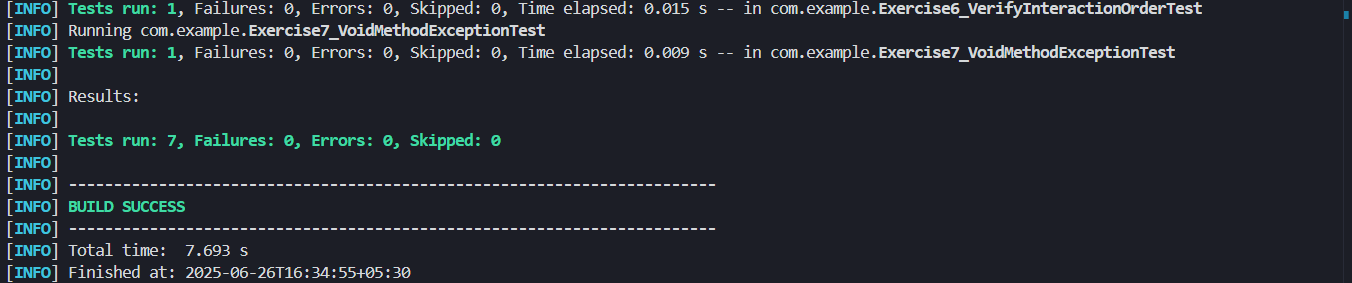 [INFO] Tests run: 1, Failures: 0, Errors: 0, Skipped: 0, Time elapsed: 0.015 s -- in com.example.Exercise6_VerifyInteractionOrderTest
[INFO] Running com.example.Exercise7_VoidMethodExceptionTest
[INFO] Tests run: 1, Failures: 0, Errors: 0, Skipped: 0, Time elapsed: 0.009 s -- in com.example.Exercise7_VoidMethodExceptionTest
[INFO]
[INFO] Results:
[INFO]
[INFO] Tests run: 7, Failures: 0, Errors: 0, Skipped: 0
[INFO]
[INFO] ------------------------------------------------------------------------
[INFO] BUILD SUCCESS
[INFO] ------------------------------------------------------------------------
[INFO] Total time:  7.693 s
[INFO] Finished at: 2025-06-26T16:34:55+05:30